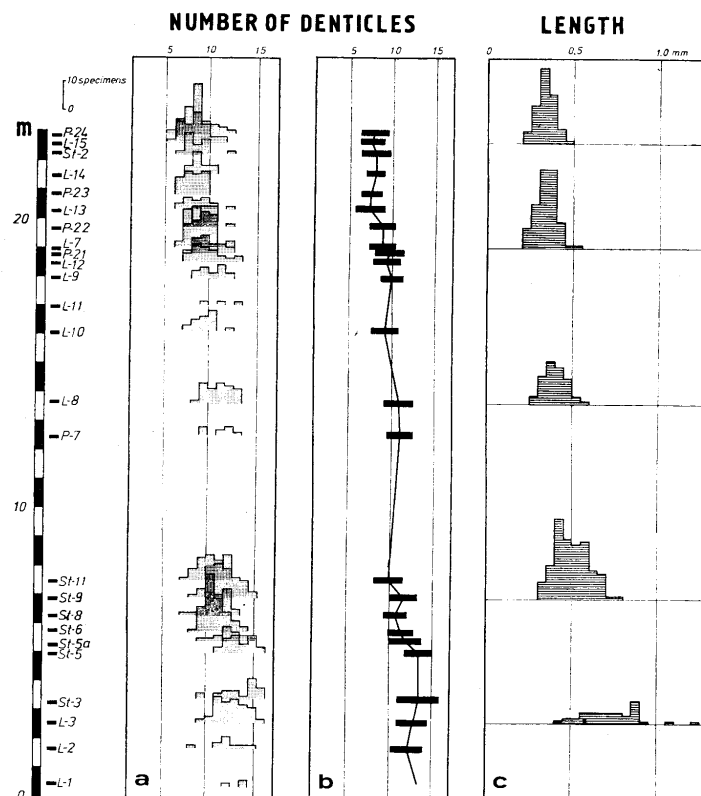 NUMBER OF DENTICLES LENGTH
5 10 15 5 10 15 0 0,5 1.0 mm
10 specimens
0
m
P-24
L-15
St-2
L-14
P-23
L-13
20
P-22
L-7
P-21
L-12
L-9
L-11
L-10
L-8
P-7
10
St-11
St-9
St-8
St-6
St-5a
St-5
St-3
L-3
L-2
L-1
0 a b c